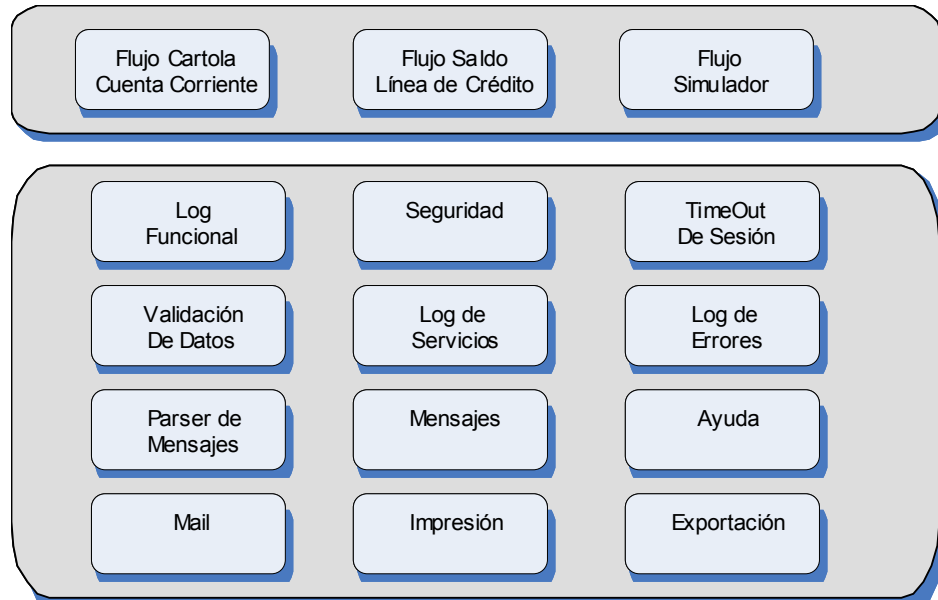 Flujo Cartola
Cuenta Corriente
Flujo Saldo
Línea de Crédito
Flujo
Simulador
Log
Funcional
Seguridad
TimeOut
De Sesión
Validación
De Datos
Log de
Servicios
Log de
Errores
Parser de
Mensajes
Mensajes
Ayuda
Mail
Impresión
Exportación